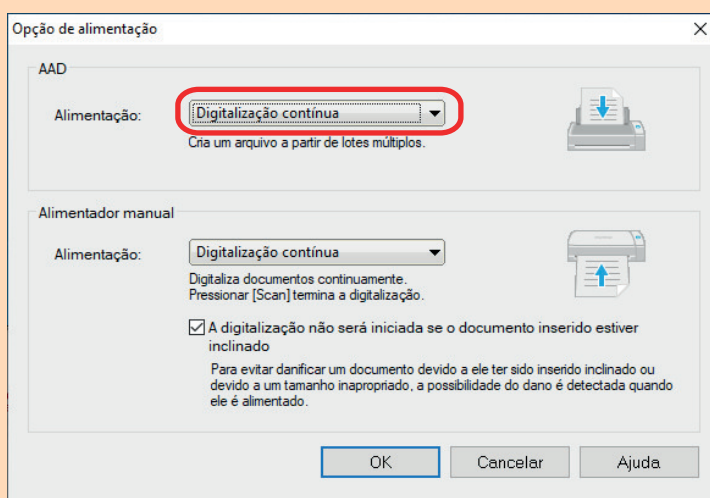 Opção de alimentação
AAD
Alimentação:
Digitalização contínua
Cria um arquivo a partir de lotes múltiplos.
Alimentador manual
Alimentação:
Digitalização contínua
Digitaliza documentos continuamente.
Pressionar [Scan] termina a digitalização.
A digitalização não será iniciada se o documento inserido estiver
inclinado
Para evitar danificar um documento devido a ele ter sido inserido inclinado ou
devido a um tamanho inapropriado, a possibilidade do dano é detectada quando
ele é alimentado.
OK
Cancelar
Ajuda